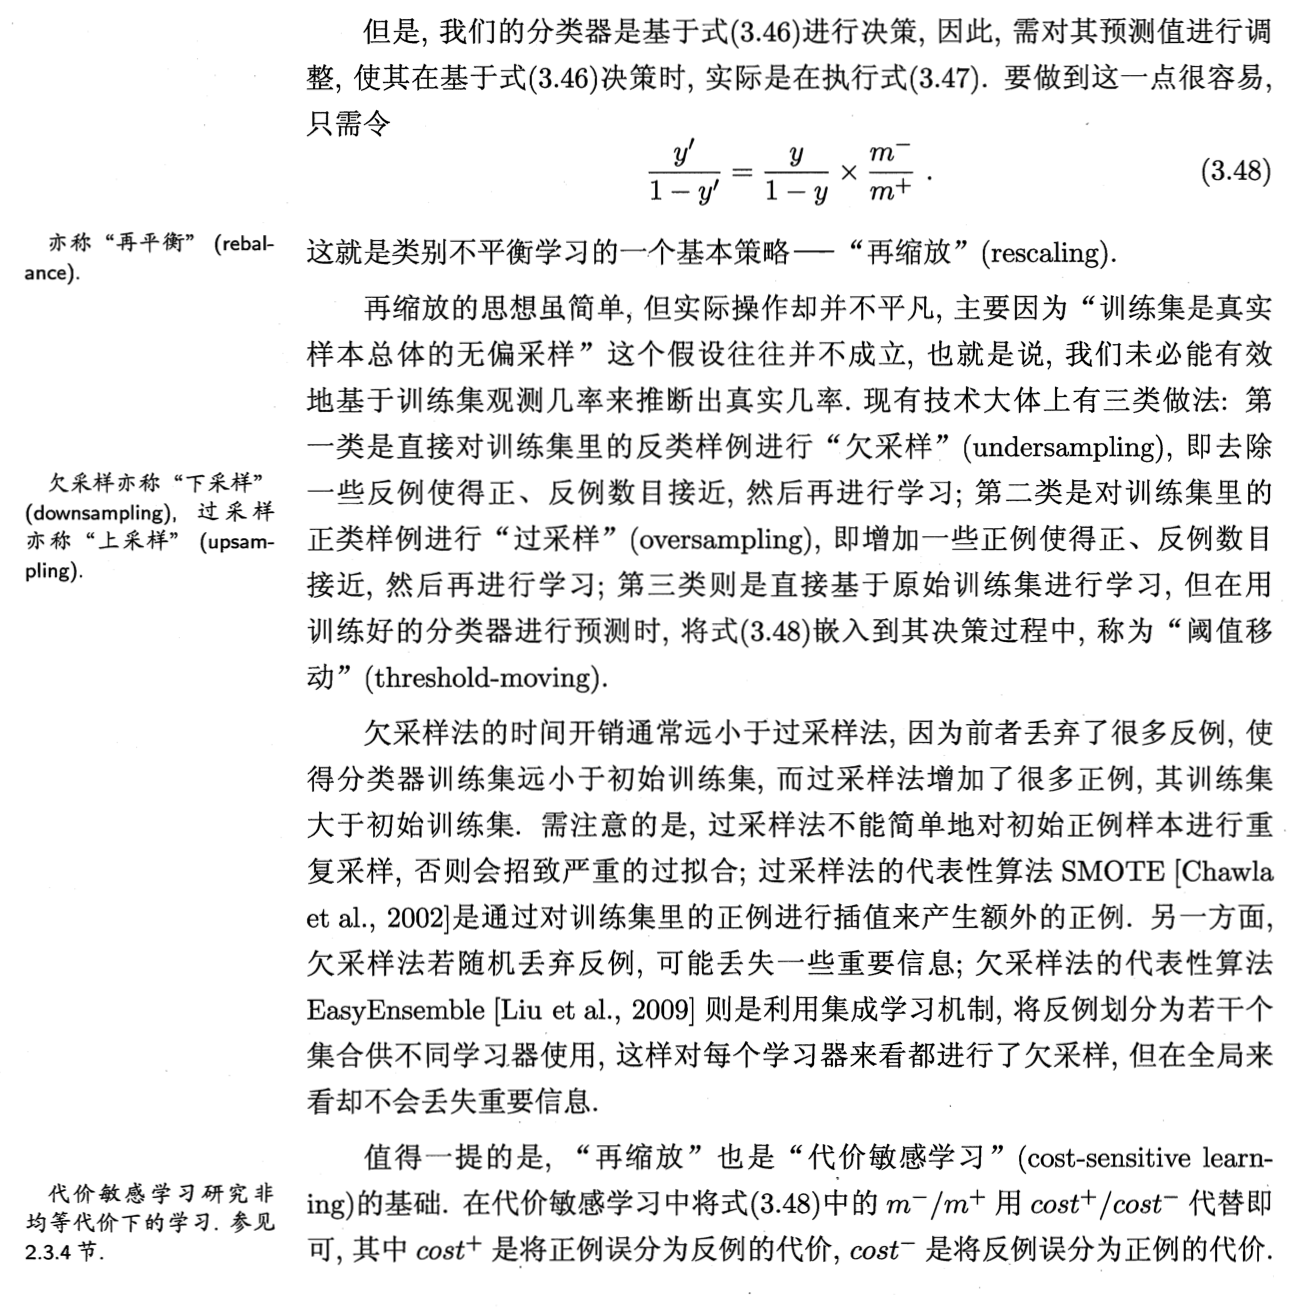 但是, 我们的分类器是基于式(3.46)进行决策, 因此, 需对其预测值进行调
整, 使其在基于式(3.46)决策时, 实际是在执行式(3.47). 要做到这一点很容易,
只需令
y′/(1 − y′) = y/(1 − y) × m⁻/m⁺ . (3.48)
亦称“再平衡” (rebal-
ance).
这就是类别不平衡学习的一个基本策略——“再缩放”(rescaling).
再缩放的思想虽简单, 但实际操作却并不平凡, 主要因为“训练集是真实
样本总体的无偏采样”这个假设往往并不成立, 也就是说, 我们未必能有效
地基于训练集观测几率来推断出真实几率. 现有技术大体上有三类做法: 第
一类是直接对训练集里的反类样例进行“欠采样”(undersampling), 即去除
一些反例使得正、反例数目接近, 然后再进行学习; 第二类是对训练集里的
正类样例进行“过采样”(oversampling), 即增加一些正例使得正、反例数目
接近, 然后再进行学习; 第三类则是直接基于原始训练集进行学习, 但在用
训练好的分类器进行预测时, 将式(3.48)嵌入到其决策过程中, 称为“阈值移
动”(threshold-moving).
欠采样亦称“下采样”
(downsampling), 过采样
亦称“上采样” (upsam-
pling).
欠采样法的时间开销通常远小于过采样法, 因为前者丢弃了很多反例, 使
得分类器训练集远小于初始训练集, 而过采样法增加了很多正例, 其训练集
大于初始训练集. 需注意的是, 过采样法不能简单地对初始正例样本进行重
复采样, 否则会招致严重的过拟合; 过采样法的代表性算法 SMOTE [Chawla
et al., 2002]是通过对训练集里的正例进行插值来产生额外的正例. 另一方面,
欠采样法若随机丢弃反例, 可能丢失一些重要信息; 欠采样法的代表性算法
EasyEnsemble [Liu et al., 2009] 则是利用集成学习机制, 将反例划分为若干个
集合供不同学习器使用, 这样对每个学习器来看都进行了欠采样, 但在全局来
看却不会丢失重要信息.
值得一提的是, “再缩放”也是“代价敏感学习”(cost-sensitive learn-
ing)的基础. 在代价敏感学习中将式(3.48)中的 m⁻/m⁺ 用 cost⁺/cost⁻ 代替即
可, 其中 cost⁺ 是将正例误分为反例的代价, cost⁻ 是将反例误分为正例的代价.
代价敏感学习研究非
均等代价下的学习. 参见
2.3.4 节.